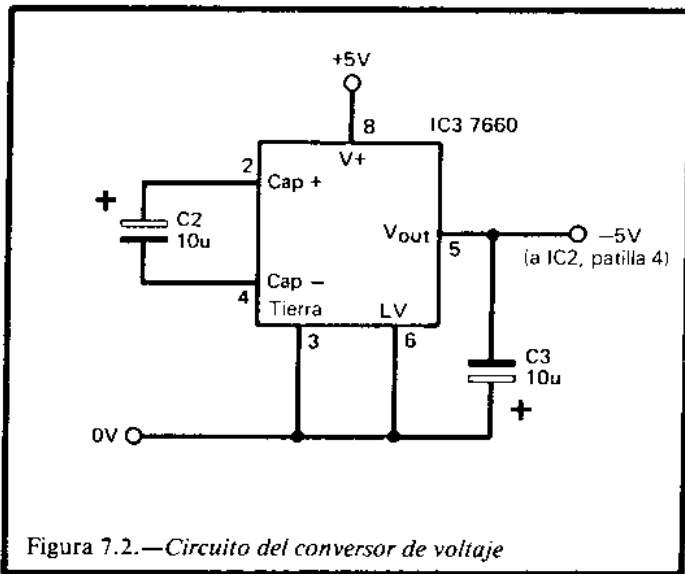 +5V
8
IC3 7660
V+
2
Cap +
+
C2
10u
Vout
5
−5V
(a IC2, patilla 4)
Cap −
4
Tierra
LV
3
6
C3
10u
+
0V
Figura 7.2.—Circuito del conversor de voltaje